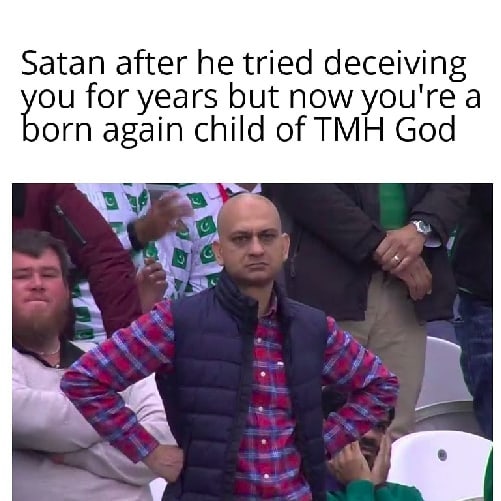 Satan after he tried deceiving
you for years but now you're a
born again child of TMH God